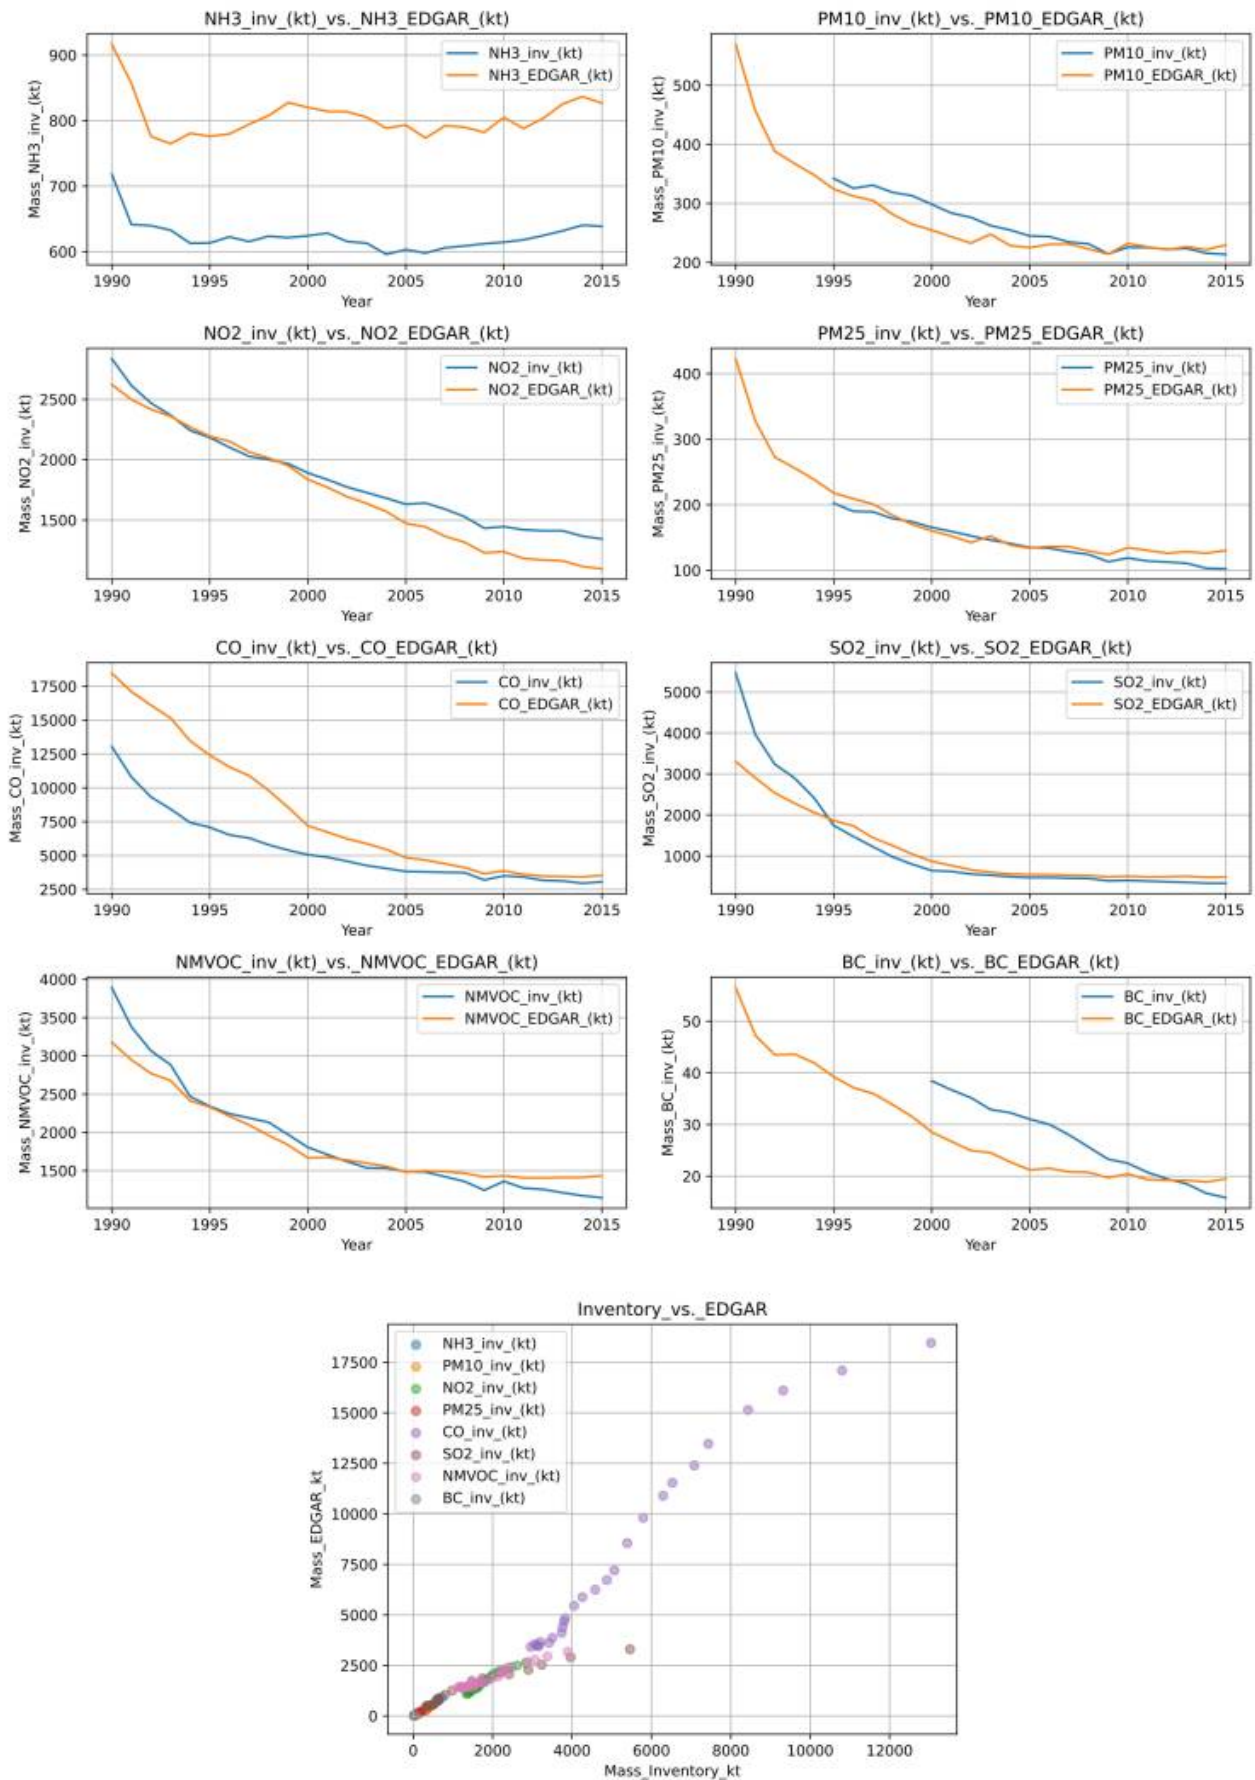 NH3_inv_(kt)_vs._NH3_EDGAR_(kt)
NH3_inv_(kt)
NH3_EDGAR_(kt)
Mass_NH3_inv_(kt)
900
800
700
600
1990 1995 2000 2005 2010 2015
Year
PM10_inv_(kt)_vs._PM10_EDGAR_(kt)
PM10_inv_(kt)
PM10_EDGAR_(kt)
Mass_PM10_inv_(kt)
500
400
300
200
1990 1995 2000 2005 2010 2015
Year
NO2_inv_(kt)_vs._NO2_EDGAR_(kt)
NO2_inv_(kt)
NO2_EDGAR_(kt)
Mass_NO2_inv_(kt)
2500
2000
1500
1990 1995 2000 2005 2010 2015
Year
PM25_inv_(kt)_vs._PM25_EDGAR_(kt)
PM25_inv_(kt)
PM25_EDGAR_(kt)
Mass_PM25_inv_(kt)
400
300
200
100
1990 1995 2000 2005 2010 2015
Year
CO_inv_(kt)_vs._CO_EDGAR_(kt)
CO_inv_(kt)
CO_EDGAR_(kt)
Mass_CO_inv_(kt)
17500
15000
12500
10000
7500
5000
2500
1990 1995 2000 2005 2010 2015
Year
SO2_inv_(kt)_vs._SO2_EDGAR_(kt)
SO2_inv_(kt)
SO2_EDGAR_(kt)
Mass_SO2_inv_(kt)
5000
4000
3000
2000
1000
1990 1995 2000 2005 2010 2015
Year
NMVOC_inv_(kt)_vs._NMVOC_EDGAR_(kt)
NMVOC_inv_(kt)
NMVOC_EDGAR_(kt)
Mass_NMVOC_inv_(kt)
4000
3500
3000
2500
2000
1500
1990 1995 2000 2005 2010 2015
Year
BC_inv_(kt)_vs._BC_EDGAR_(kt)
BC_inv_(kt)
BC_EDGAR_(kt)
Mass_BC_inv_(kt)
50
40
30
20
1990 1995 2000 2005 2010 2015
Year
Inventory_vs._EDGAR
NH3_inv_(kt)
PM10_inv_(kt)
NO2_inv_(kt)
PM25_inv_(kt)
CO_inv_(kt)
SO2_inv_(kt)
NMVOC_inv_(kt)
BC_inv_(kt)
Mass_EDGAR_kt
17500
15000
12500
10000
7500
5000
2500
0
0 2000 4000 6000 8000 10000 12000
Mass_Inventory_kt